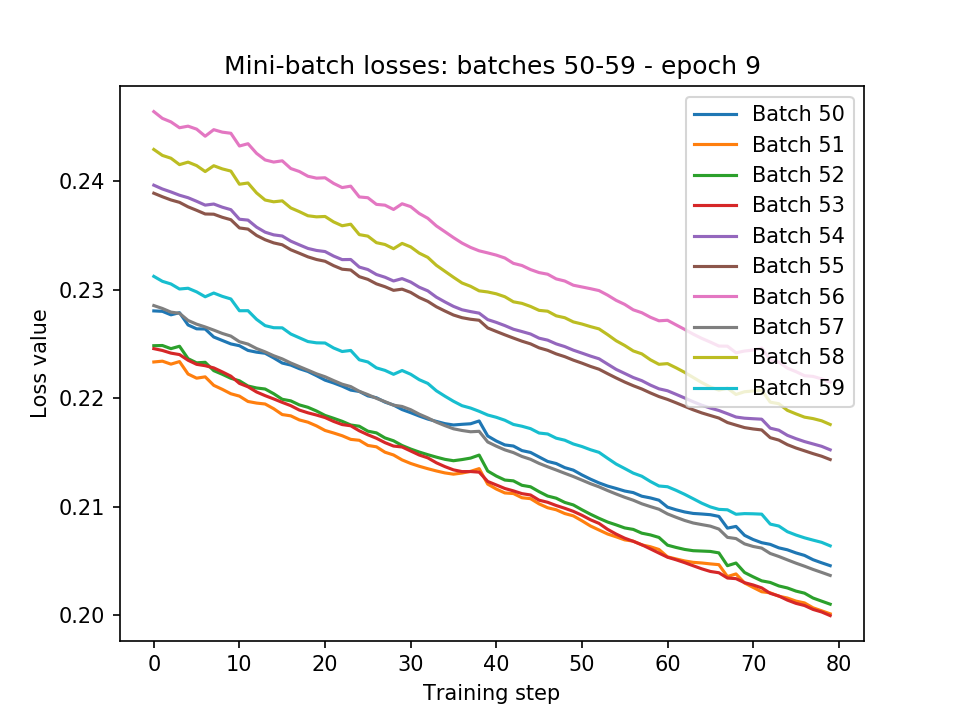 Mini-batch losses: batches 50-59 - epoch 9
Loss value
0.24
0.23
0.22
0.21
0.20
Batch 50
Batch 51
Batch 52
Batch 53
Batch 54
Batch 55
Batch 56
Batch 57
Batch 58
Batch 59
0 10 20 30 40 50 60 70 80
Training step